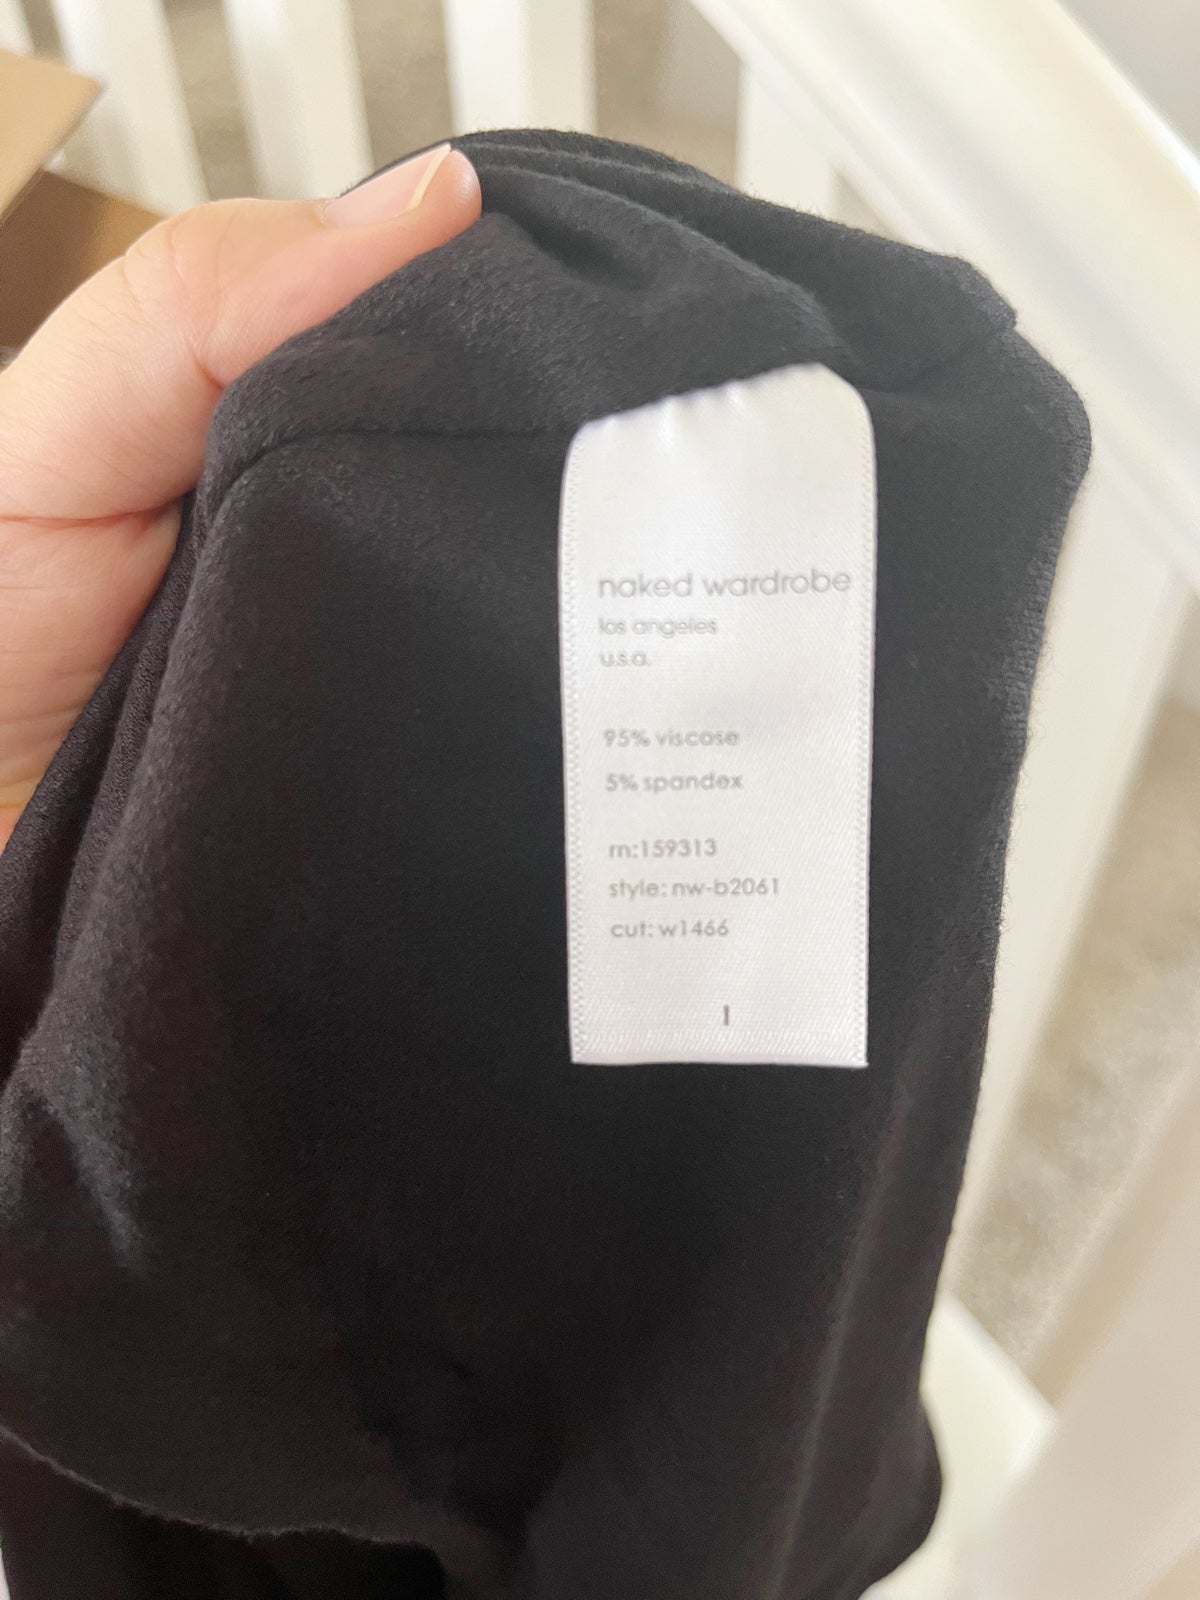 naked wardrobe
los angeles
u.s.a.
95% viscose
5% spandex
rn:159313
style: nw-b2061
cut: w1466
l